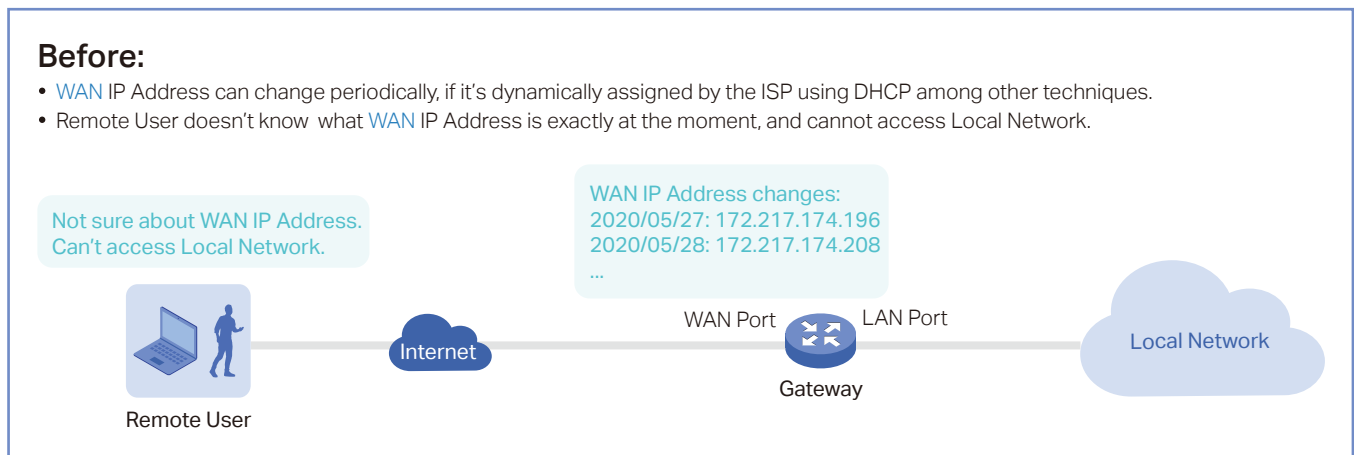 Before:
• WAN IP Address can change periodically, if it's dynamically assigned by the ISP using DHCP among other techniques.
• Remote User doesn't know what WAN IP Address is exactly at the moment, and cannot access Local Network.
Not sure about WAN IP Address.
Can't access Local Network.
WAN IP Address changes:
2020/05/27: 172.217.174.196
2020/05/28: 172.217.174.208
...
WAN Port
LAN Port
Internet
Local Network
Gateway
Remote User